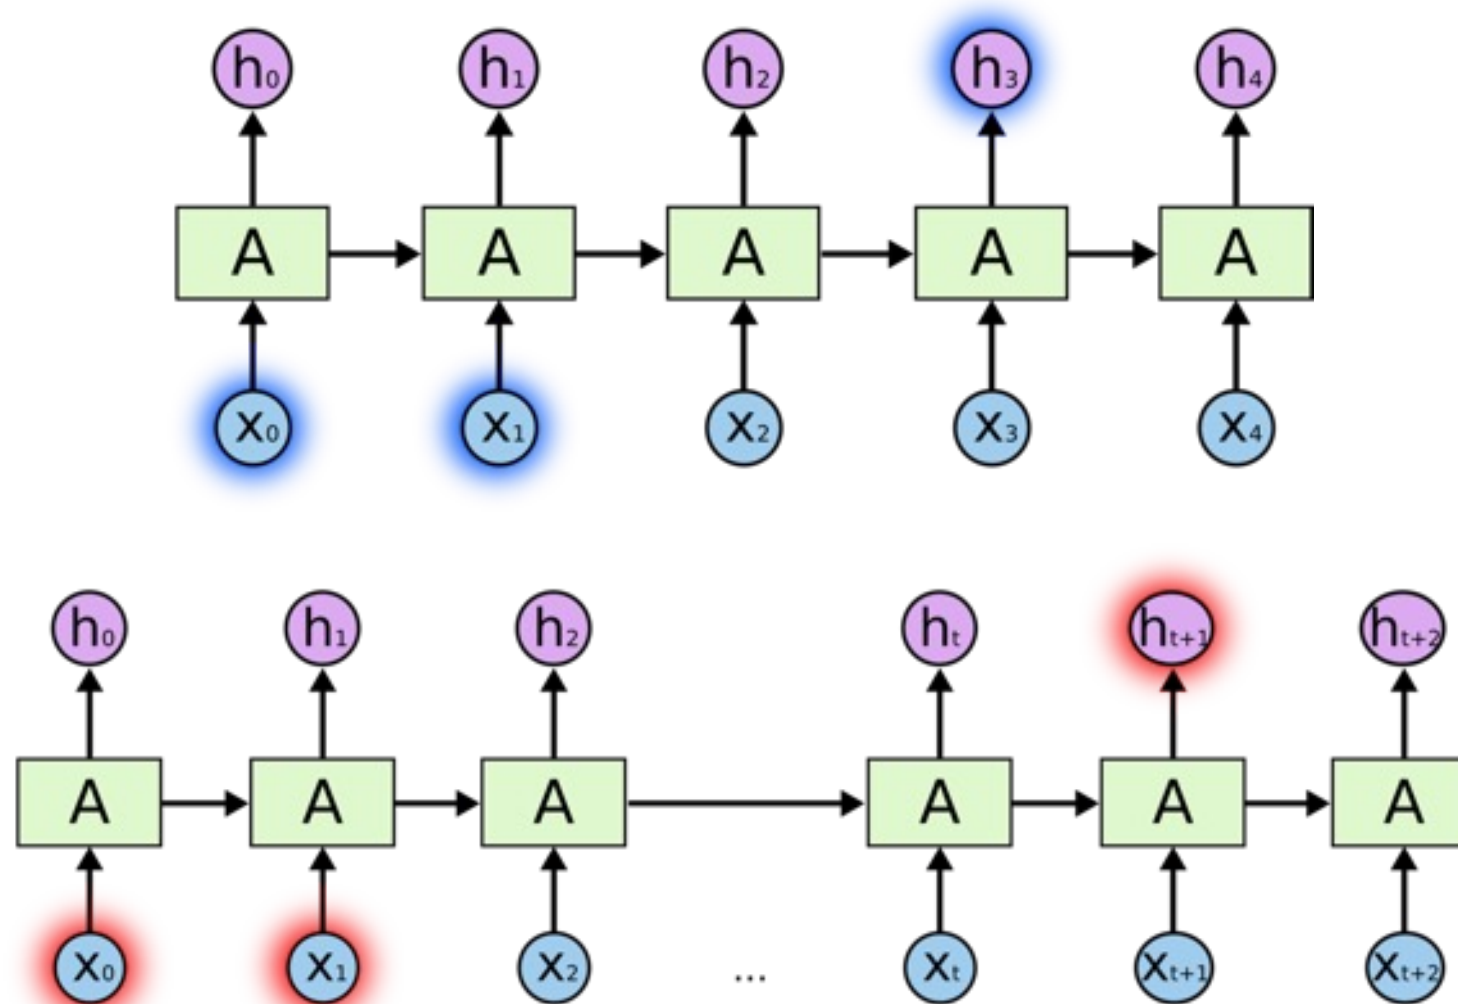 h₀ h₁ h₂ h₃ h₄
A A A A A
x₀ x₁ x₂ x₃ x₄
h₀ h₁ h₂ hₜ hₜ₊₁ hₜ₊₂
A A A A A A
x₀ x₁ x₂ ... xₜ xₜ₊₁ xₜ₊₂